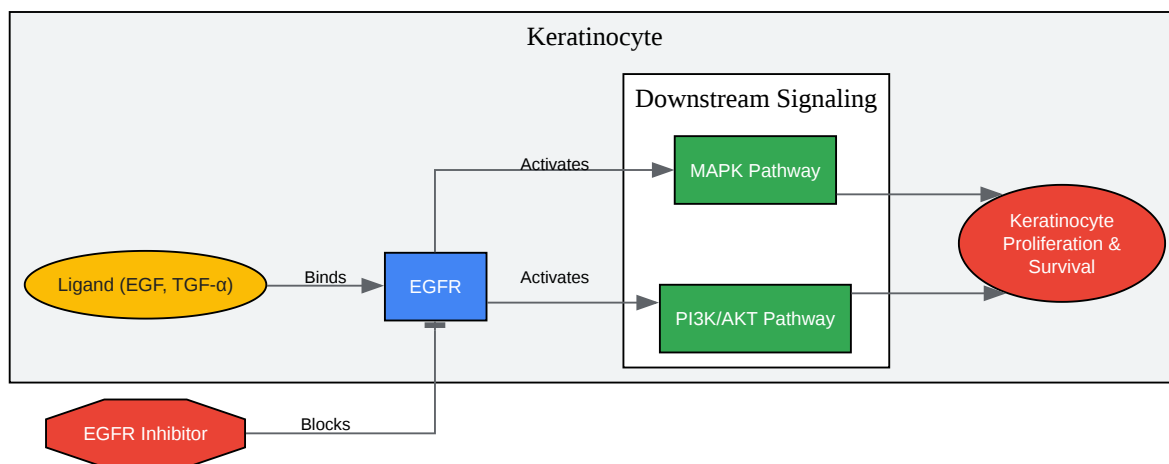 Keratinocyte
Downstream Signaling
Activates
MAPK Pathway
Keratinocyte
Proliferation &
Survival
Ligand (EGF, TGF-α)
Binds
EGFR
Activates
PI3K/AKT Pathway
EGFR Inhibitor
Blocks